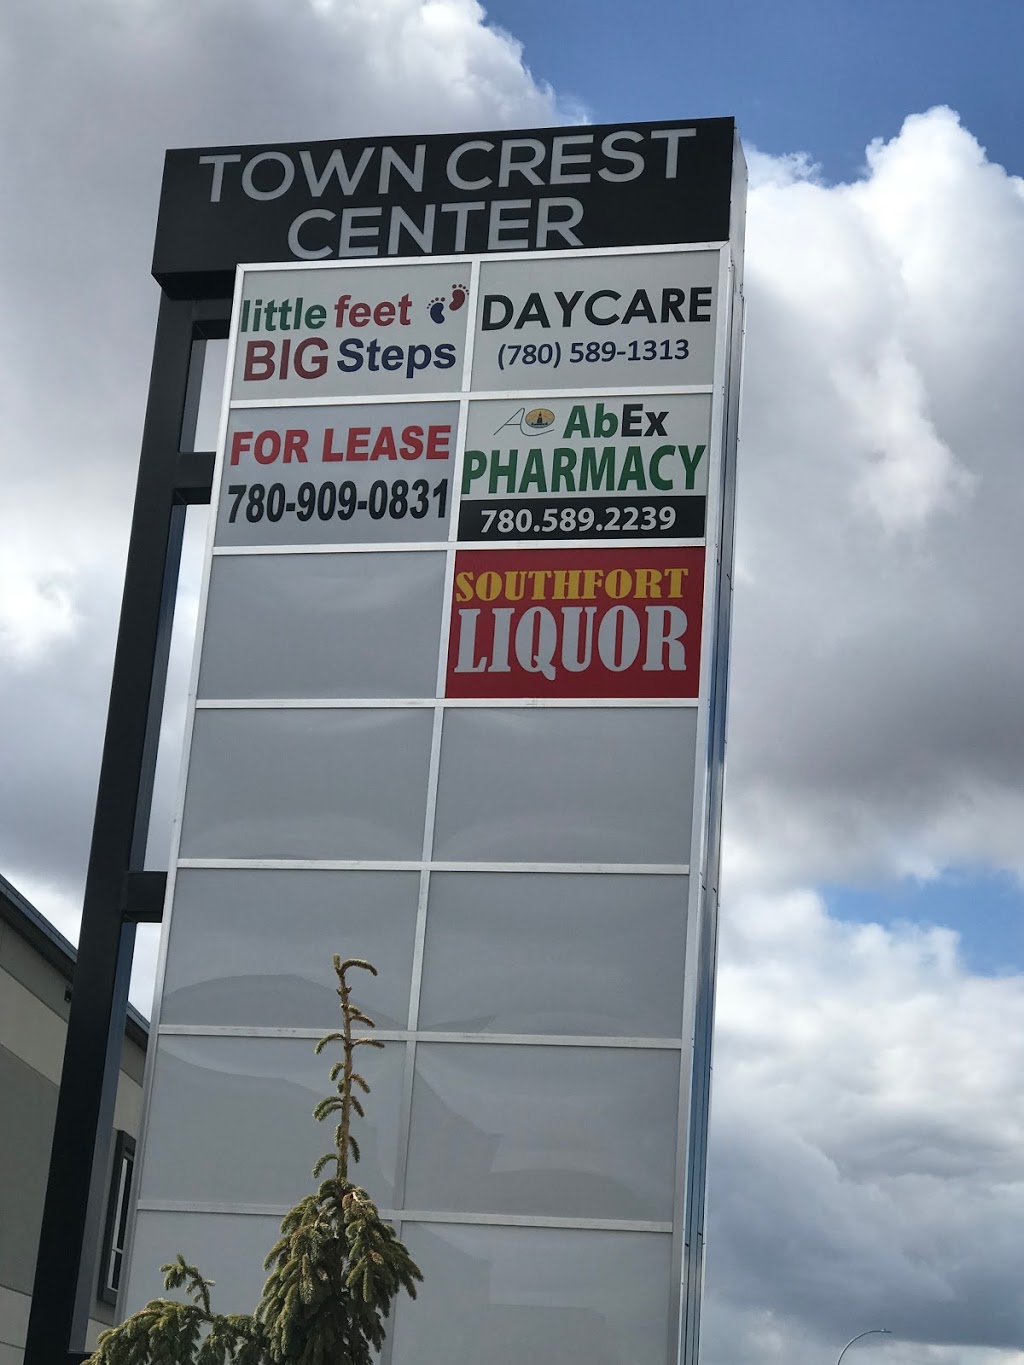 TOWN CREST
CENTER
little feet
BIG Steps
DAYCARE
(780) 589-1313
FOR LEASE
780-909-0831
AbEx
PHARMACY
780.589.2239
SOUTHFORT
LIQUOR